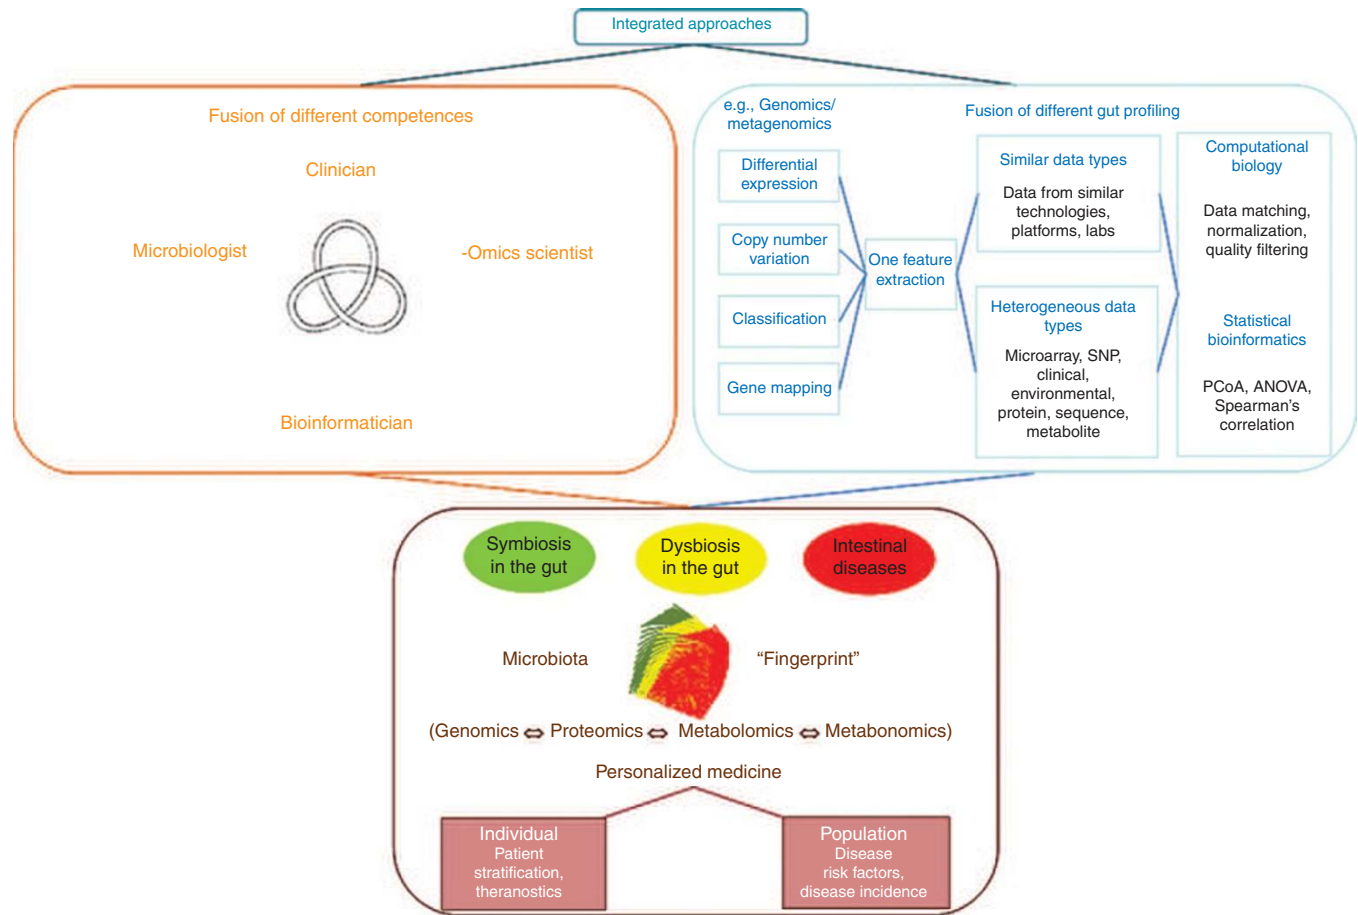 Integrated approaches
Fusion of different competences
Clinician
Microbiologist
-Omics scientist
Bioinformatician
e.g., Genomics/
metagenomics
Fusion of different gut profiling
Differential
expression
Copy number
variation
Classification
Gene mapping
One feature
extraction
Similar data types
Data from similar
technologies,
platforms, labs
Heterogeneous data
types
Microarray, SNP,
clinical,
environmental,
protein, sequence,
metabolite
Computational
biology
Data matching,
normalization,
quality filtering
Statistical
bioinformatics
PCoA, ANOVA,
Spearman’s
correlation
Symbiosis
in the gut
Dysbiosis
in the gut
Intestinal
diseases
Microbiota
“Fingerprint”
(Genomics ⇔ Proteomics ⇔ Metabolomics ⇔ Metabonomics)
Personalized medicine
Individual
Patient
stratification,
theranostics
Population
Disease
risk factors,
disease incidence